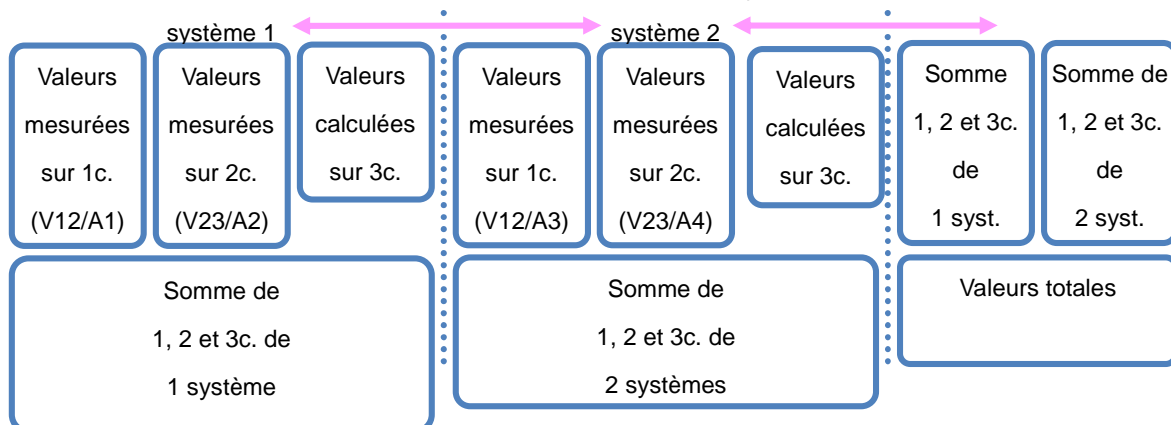 système 1
système 2
Valeurs
mesurées
sur 1c.
(V12/A1)
Valeurs
mesurées
sur 2c.
(V23/A2)
Valeurs
calculées
sur 3c.
Valeurs
mesurées
sur 1c.
(V12/A3)
Valeurs
mesurées
sur 2c.
(V23/A4)
Valeurs
calculées
sur 3c.
Somme
1, 2 et 3c.
de
1 syst.
Somme de
1, 2 et 3c.
de
2 syst.
Somme de
1, 2 et 3c. de
1 système
Somme de
1, 2 et 3c. de
2 systèmes
Valeurs totales